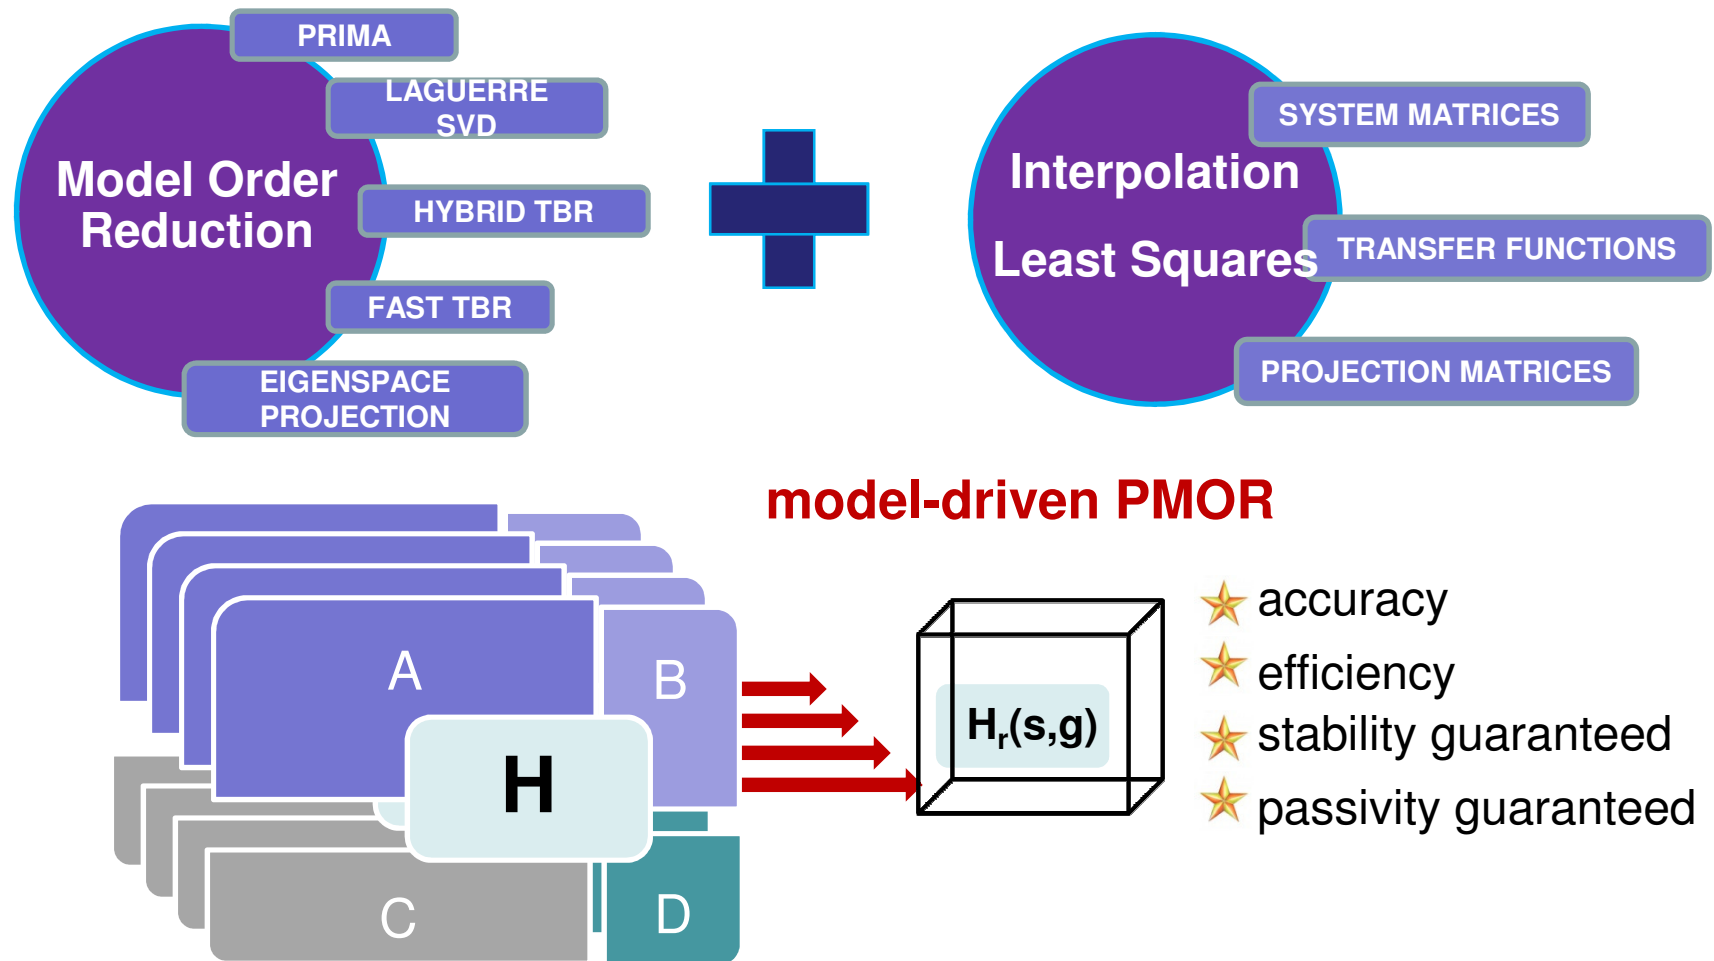 PRIMA
LAGUERRE
SVD
Model Order
Reduction
HYBRID TBR
FAST TBR
EIGENSPACE
PROJECTION
SYSTEM MATRICES
Interpolation
Least Squares
TRANSFER FUNCTIONS
PROJECTION MATRICES
model-driven PMOR
A
B
H
C
D
Hr(s,g)
accuracy
efficiency
stability guaranteed
passivity guaranteed